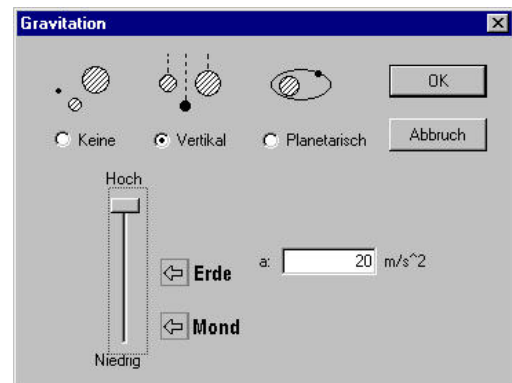 Gravitation
OK
Keine Vertikal Planetarisch Abbruch
Hoch
a: 20 m/s^2
Erde
Mond
Niedrig